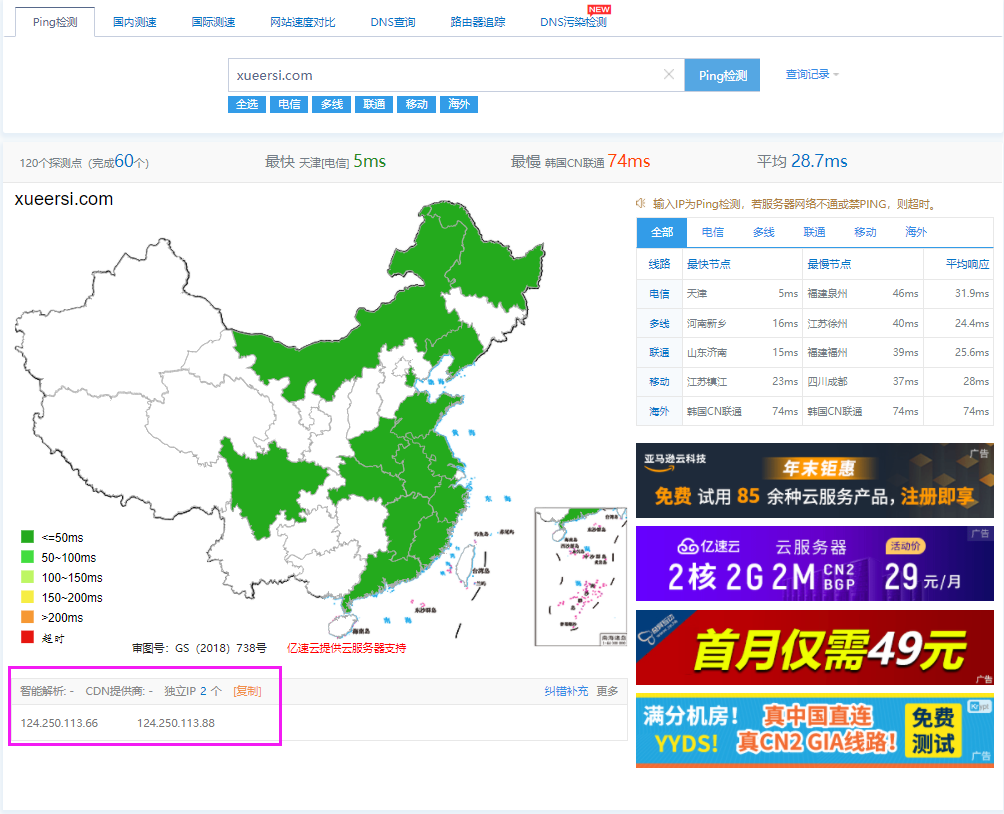 Ping检测 国内测速 国际测速 网站速度对比 DNS查询 路由器追踪 DNS污染检测 NEW
xueersi.com Ping检测 查询记录
全选 电信 多线 联通 移动 海外
120个探测点 (完成60个) 最快 天津[电信] 5ms 最慢 韩国CN联通 74ms 平均 28.7ms
xueersi.com
<=50ms
50~100ms
100~150ms
150~200ms
>200ms
超时
台湾岛
东沙群岛
海南岛
南海诸岛
审图号：GS（2018）738号 亿速云提供云服务器支持
智能解析: - CDN提供商: - 独立IP 2 个 [复制] 纠错补充 更多
124.250.113.66 124.250.113.88
输入IP为Ping检测，若服务器网络不通或禁PING，则超时。
全部 电信 多线 联通 移动 海外
线路 最快节点 最慢节点 平均响应
电信 天津 5ms 福建泉州 46ms 31.9ms
多线 河南新乡 16ms 江苏徐州 40ms 24.4ms
联通 山东济南 15ms 福建福州 39ms 25.6ms
移动 江苏镇江 23ms 四川成都 37ms 28ms
海外 韩国CN联通 74ms 韩国CN联通 74ms 74ms
亚马逊云科技 广告
年末钜惠
免费 试用 85 余种云服务产品，注册即享
亿速云 云服务器 活动价 广告
2核 2G 2M CN2 BGP 29元/月
首月仅需49元
广告
满分机房！ 真中国直连 免费
YYDS! 真CN2 GIA线路！ 测试
广告